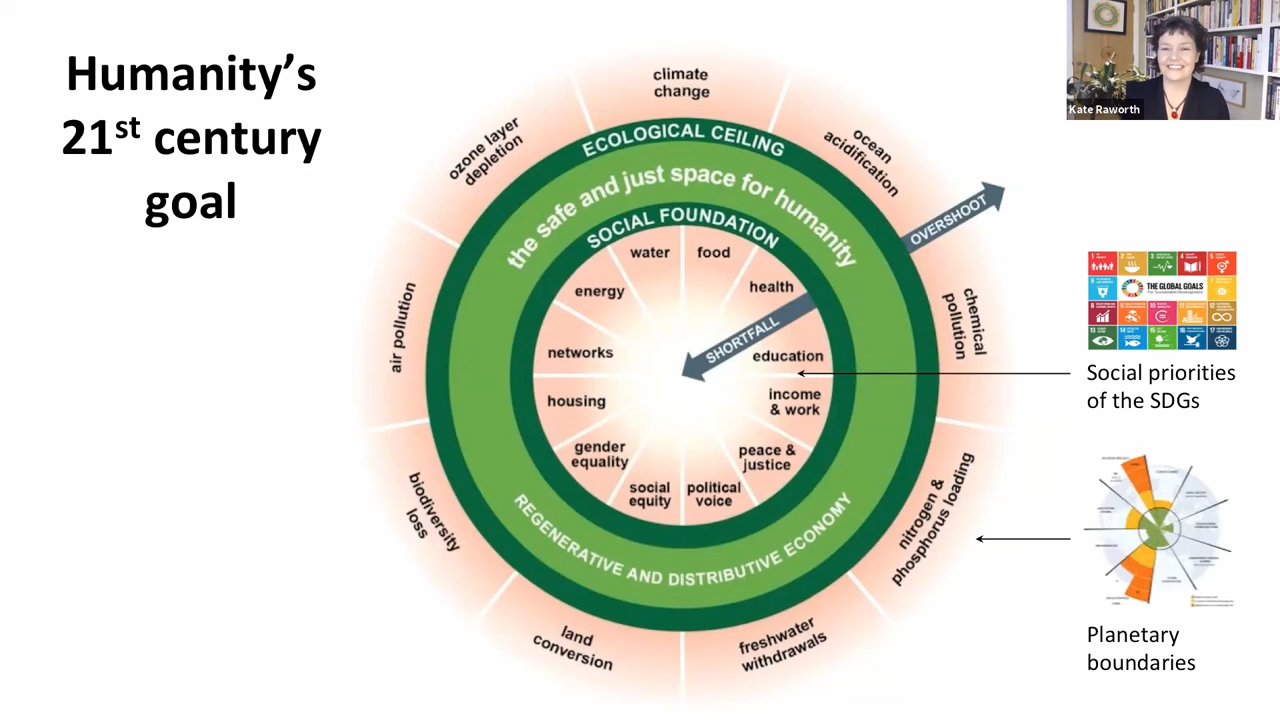 Humanity's
21st century
goal
Kate Raworth
climate
change
ocean
acidification
chemical
pollution
nitrogen &
phosphorus loading
freshwater
withdrawals
land
conversion
biodiversity
loss
air pollution
ozone layer
depletion
ECOLOGICAL CEILING
the safe and just space for humanity
SOCIAL FOUNDATION
OVERSHOOT
SHORTFALL
water
food
health
education
income
& work
peace &
justice
political
voice
social
equity
gender
equality
housing
networks
energy
REGENERATIVE AND DISTRIBUTIVE ECONOMY
THE GLOBAL GOALS
Social priorities
of the SDGs
Planetary
boundaries